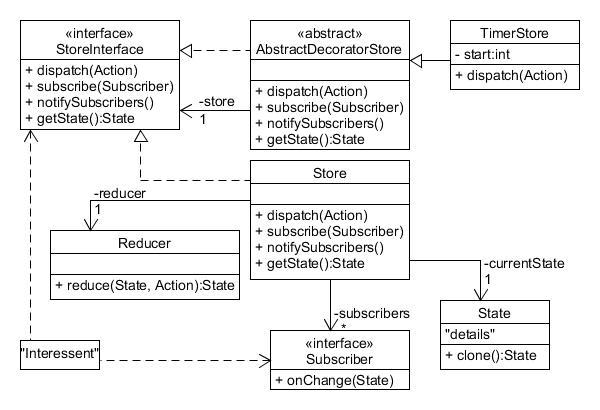 «interface»
StoreInterface
+ dispatch(Action)
+ subscribe(Subscriber)
+ notifySubscribers()
+ getState():State
«abstract»
AbstractDecoratorStore
+ dispatch(Action)
+ subscribe(Subscriber)
+ notifySubscribers()
+ getState():State
TimerStore
- start:int
+ dispatch(Action)
-store
1
Store
+ dispatch(Action)
+ subscribe(Subscriber)
+ notifySubscribers()
+ getState():State
-reducer
1
Reducer
+ reduce(State, Action):State
-currentState
1
State
"details"
+ clone():State
-subscribers
*
"Interessent"
«interface»
Subscriber
+ onChange(State)